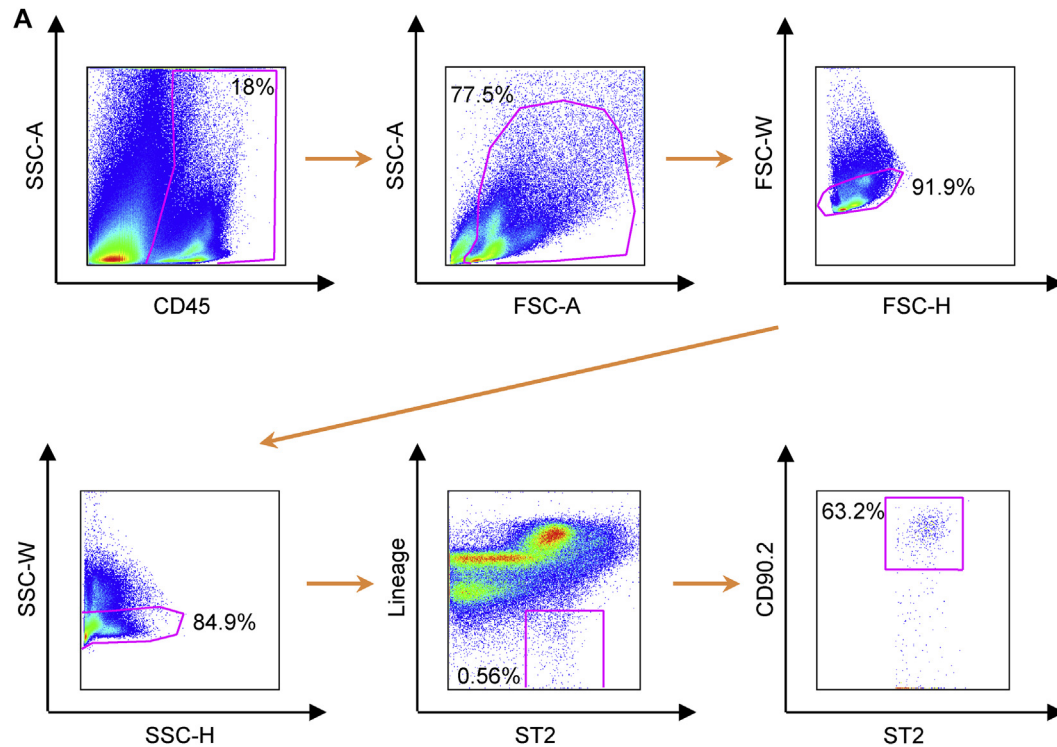 A
SSC-A
18%
CD45
SSC-A
77.5%
FSC-A
FSC-W
91.9%
FSC-H
SSC-W
84.9%
SSC-H
Lineage
0.56%
ST2
CD90.2
63.2%
ST2